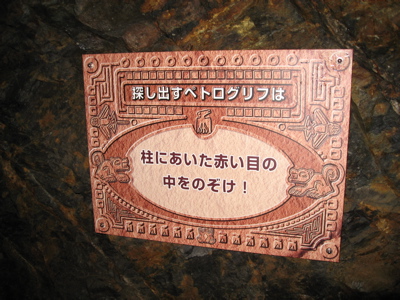 探し出すペトログリフは
柱にあいた赤い目の
中をのぞけ！